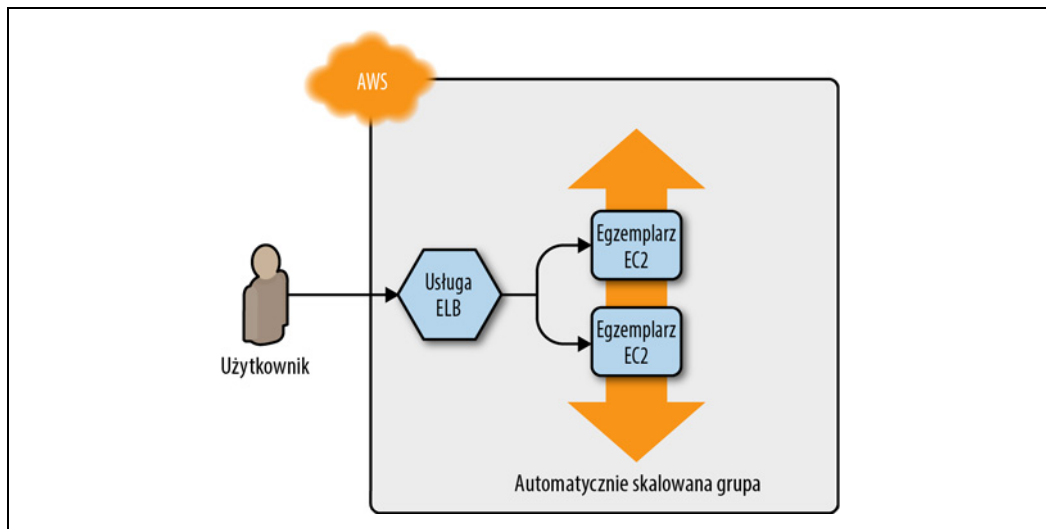 AWS
Użytkownik
Usługa
ELB
Egzemplarz
EC2
Egzemplarz
EC2
Automatycznie skalowana grupa